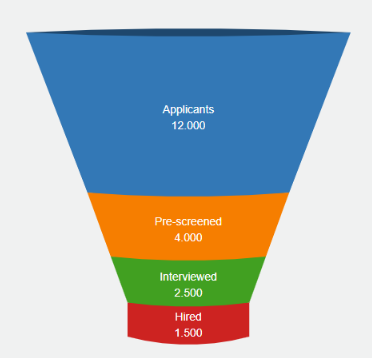 Applicants
12.000
Pre-screened
4.000
Interviewed
2.500
Hired
1.500